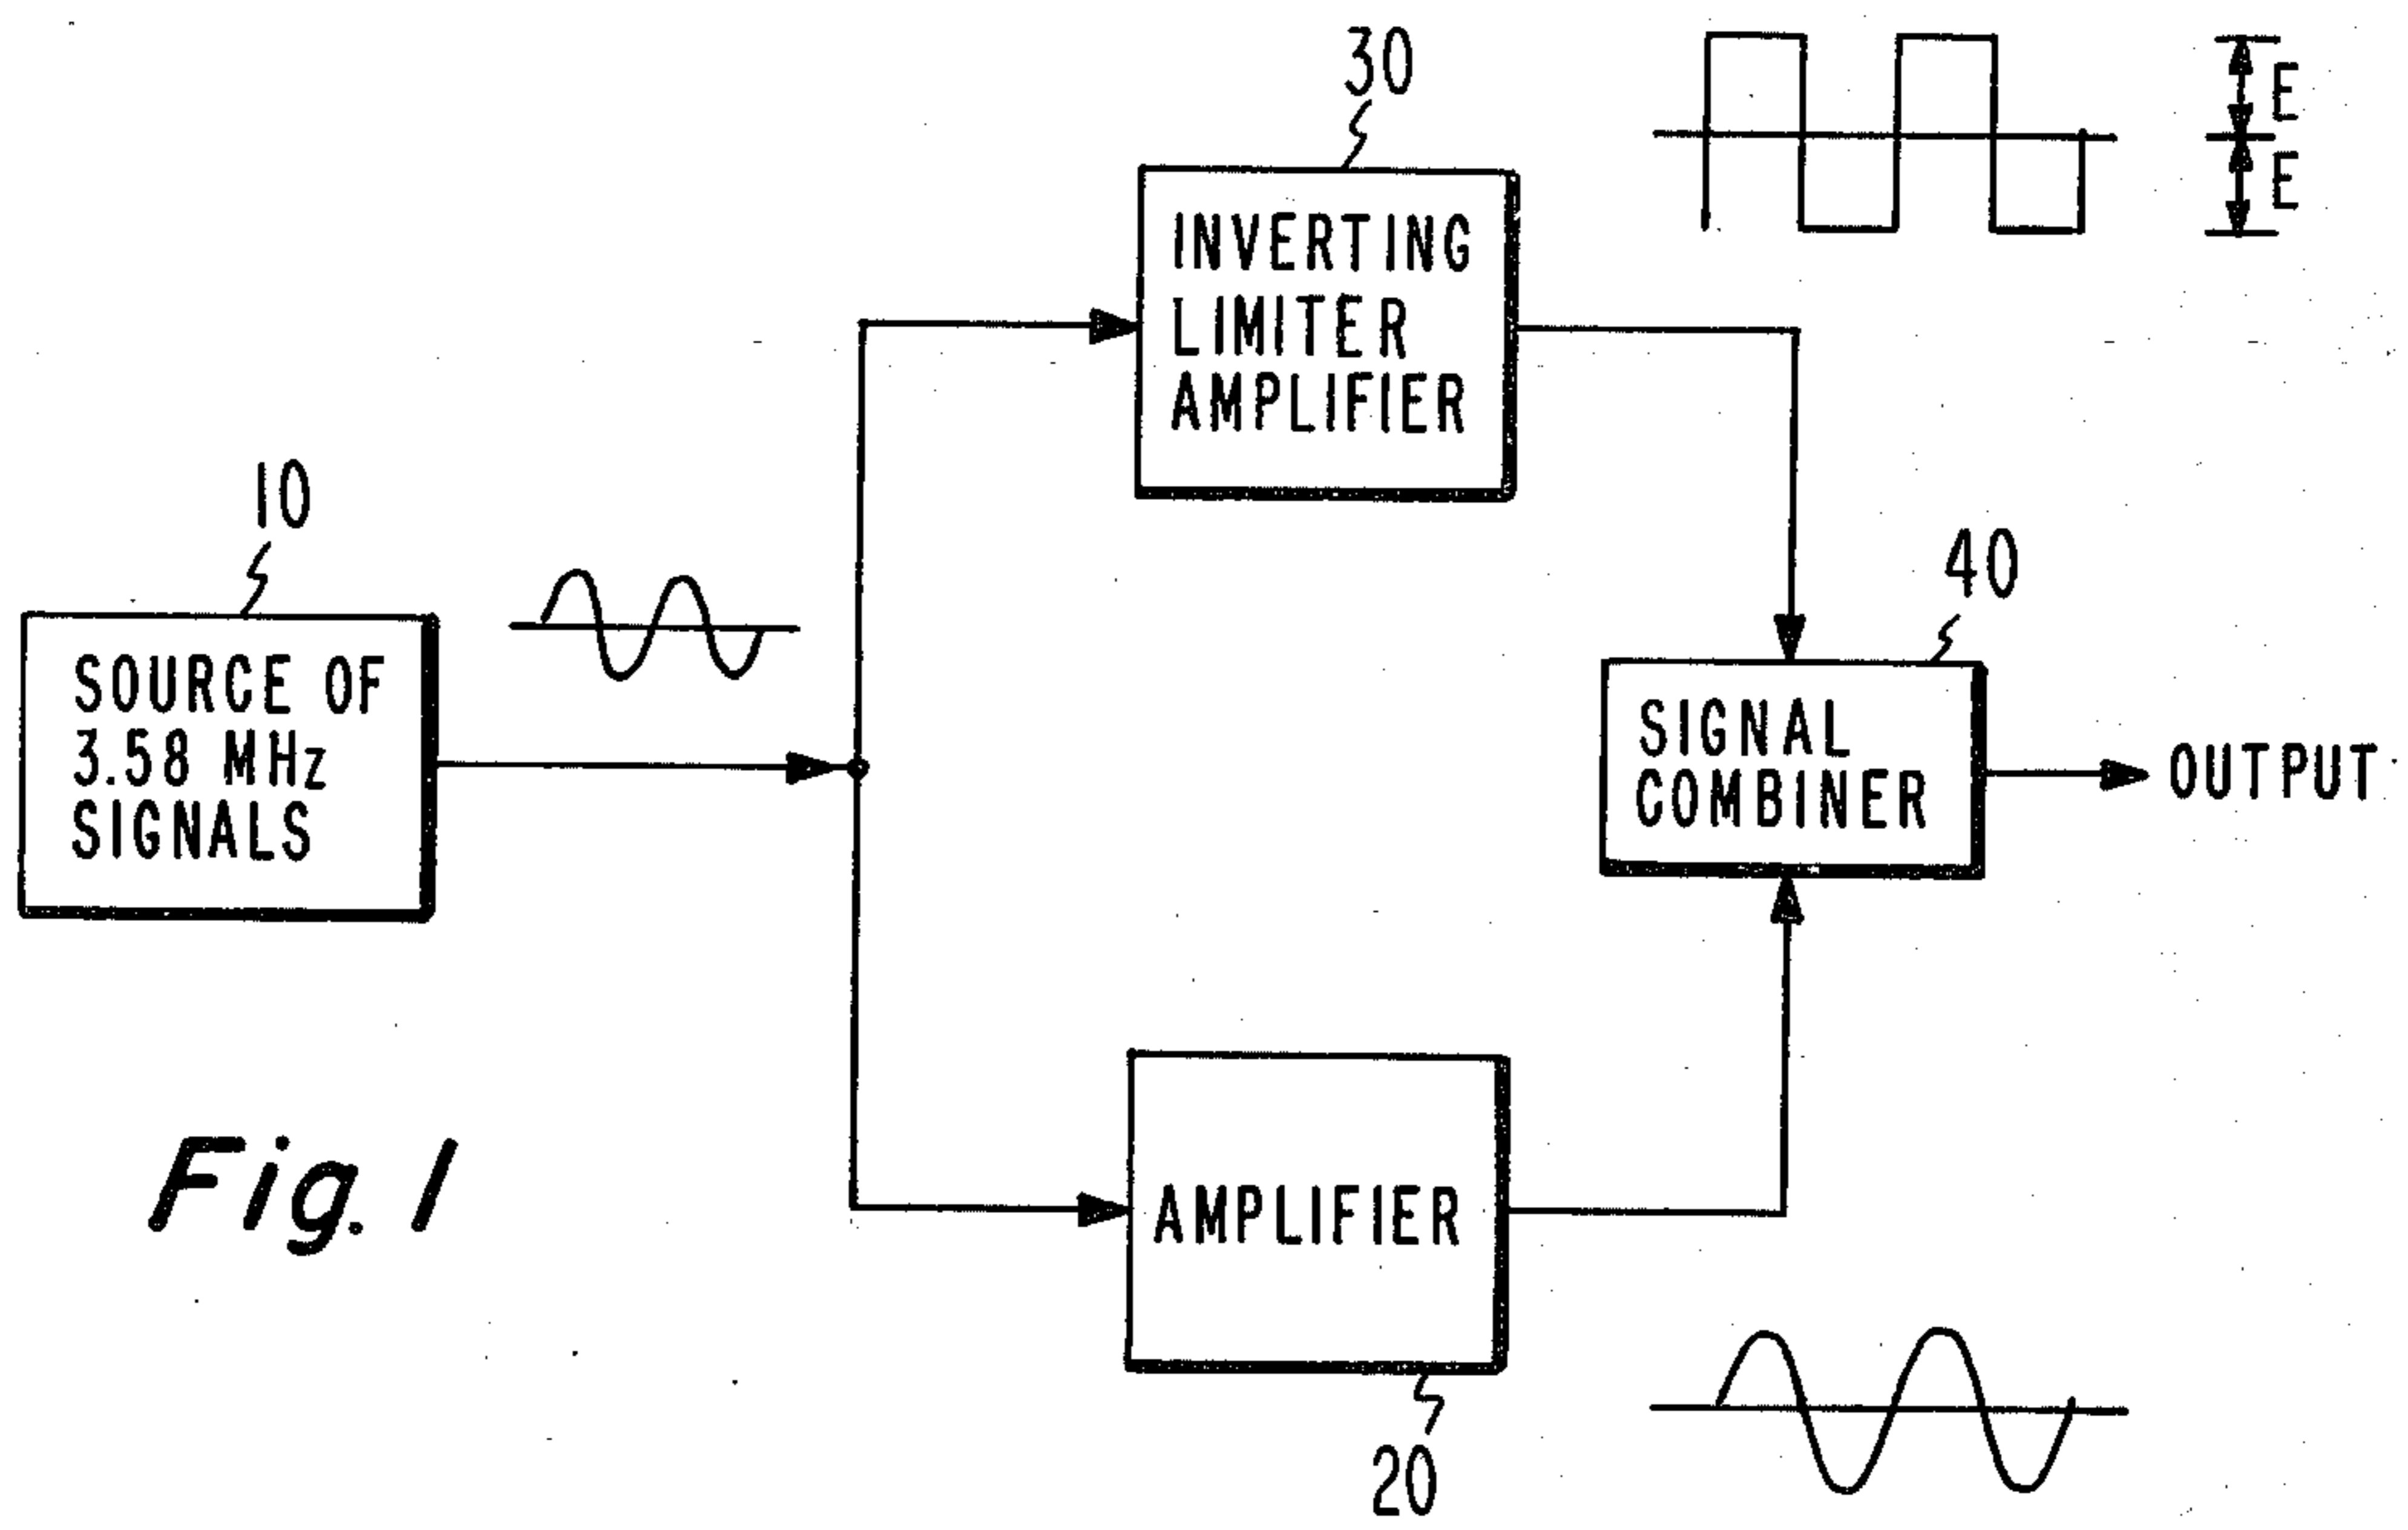 30
E
E
INVERTING
LIMITER
AMPLIFIER
10
40
SOURCE OF
3.58 MHz
SIGNALS
SIGNAL
COMBINER
OUTPUT
AMPLIFIER
20
Fig. 1